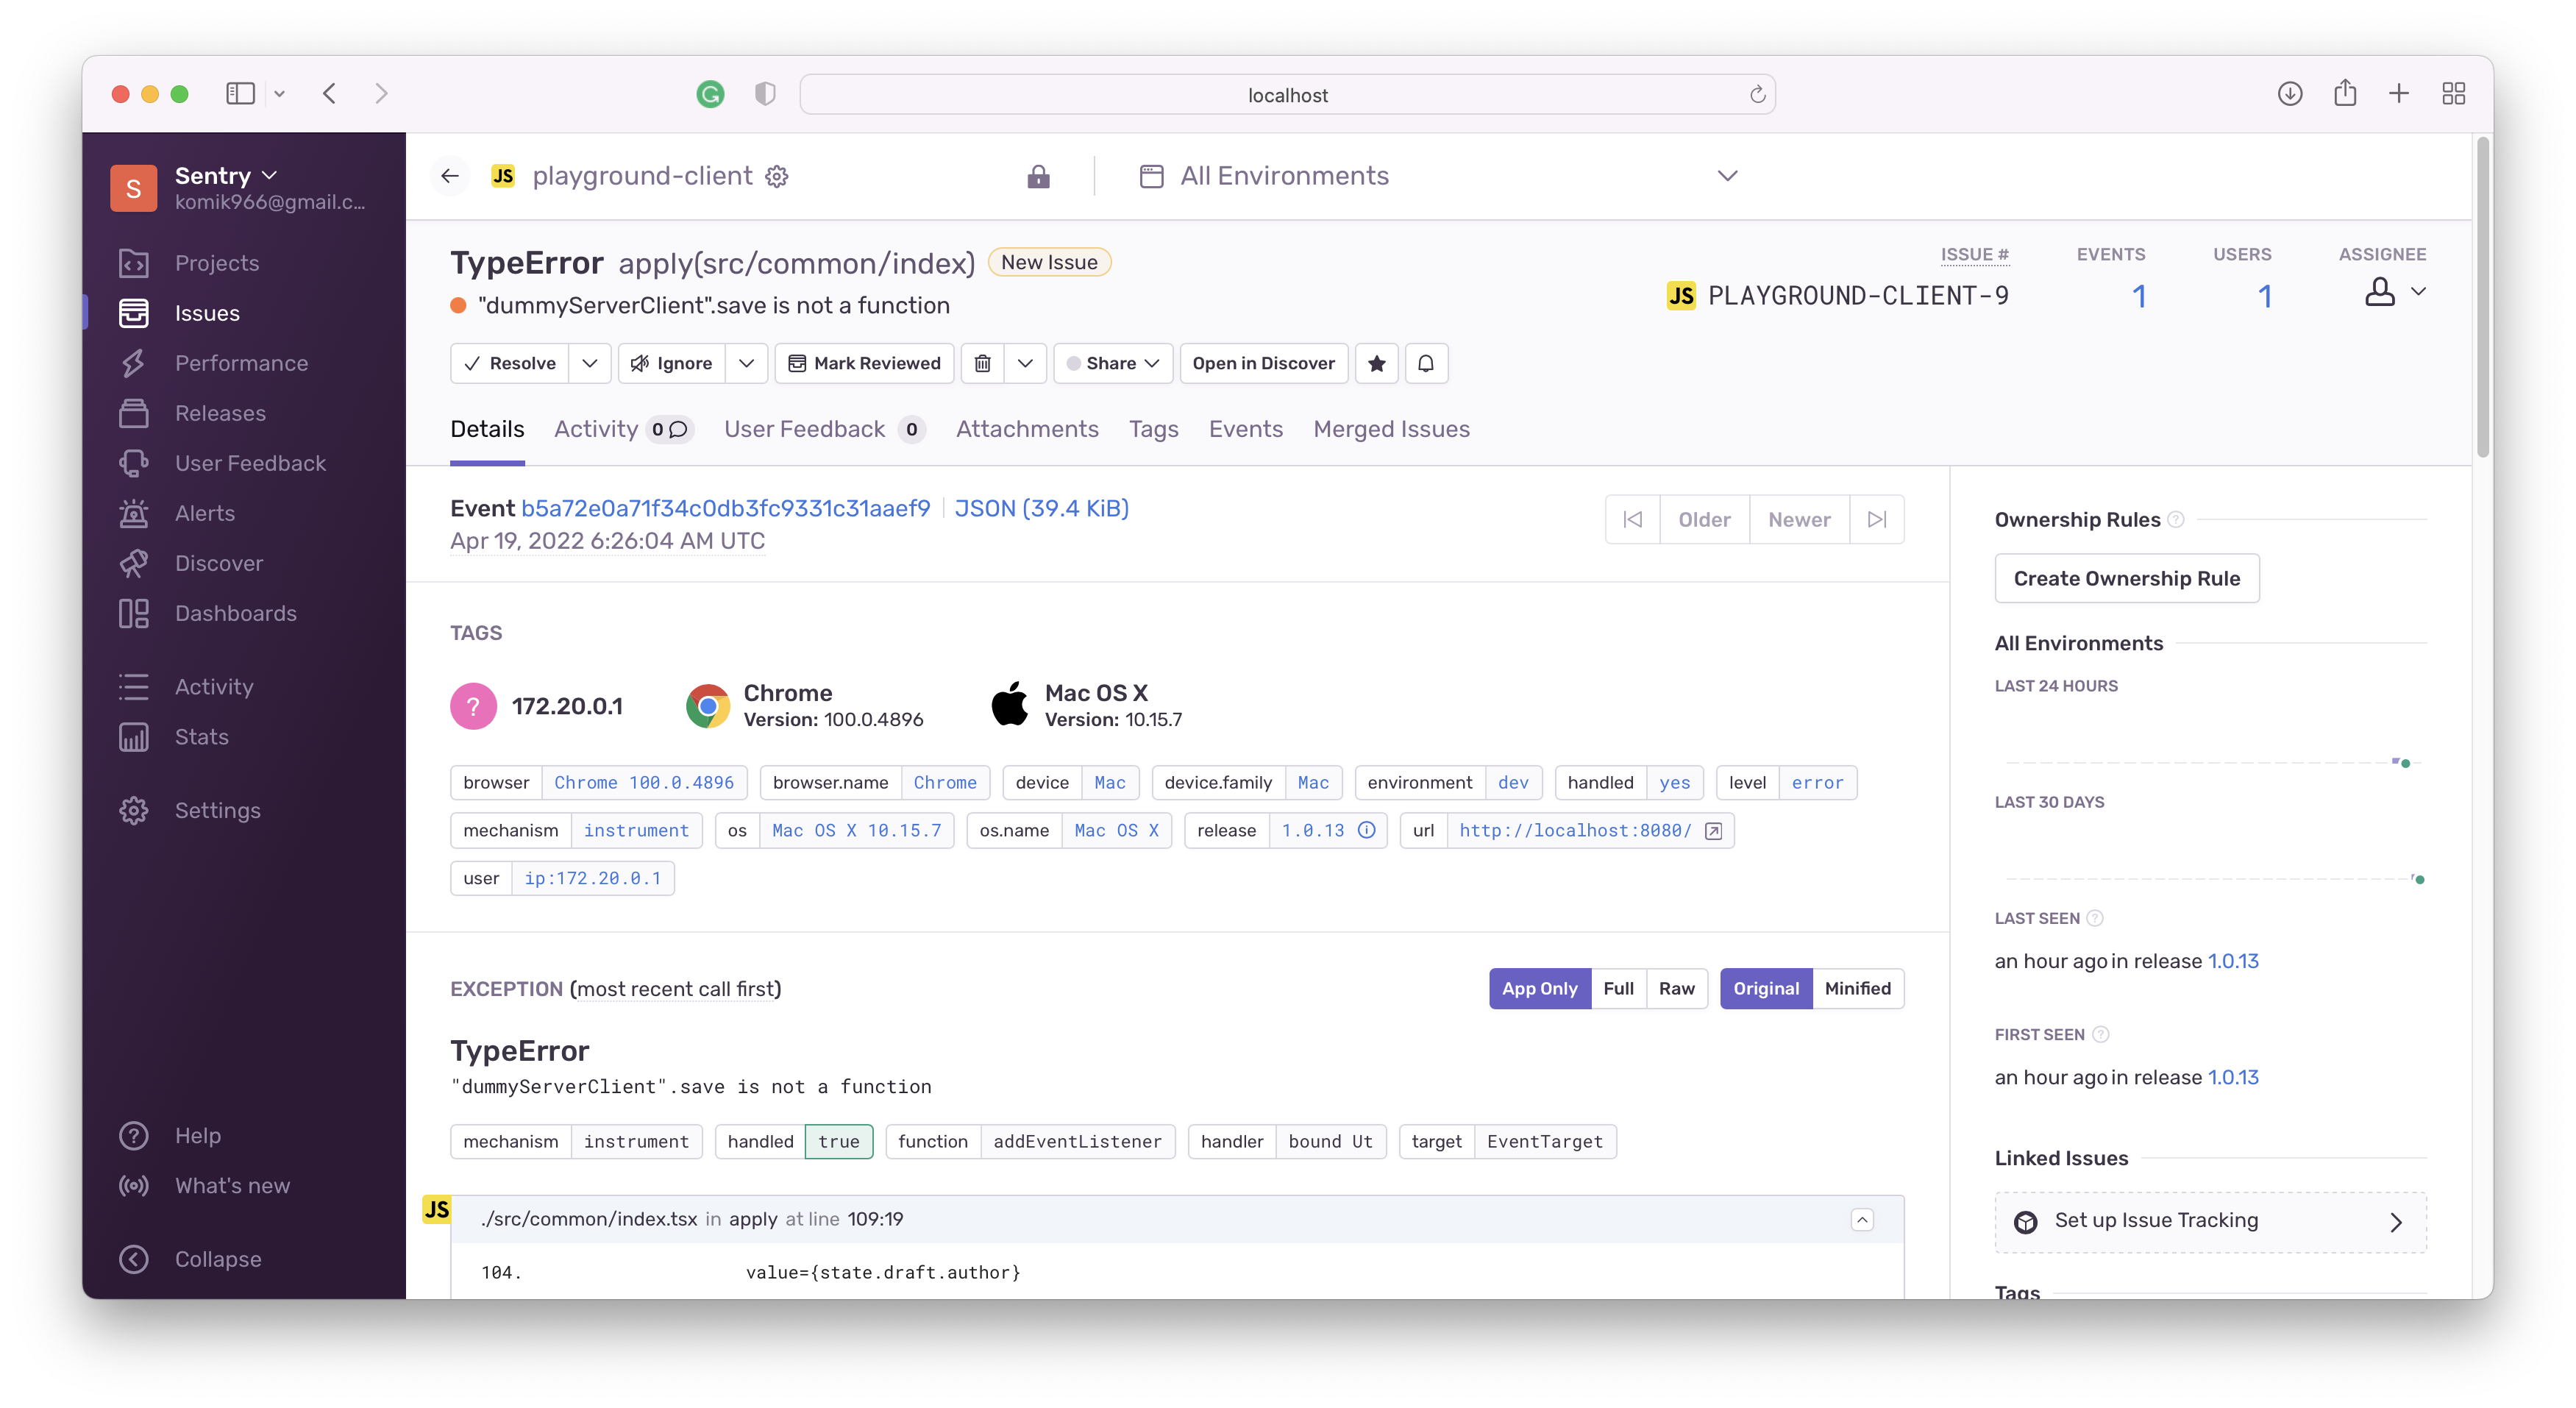 localhost
S
Sentry
komik966@gmail.c...
Projects
Issues
Performance
Releases
User Feedback
Alerts
Discover
Dashboards
Activity
Stats
Settings
Help
What's new
Collapse
JS playground-client
All Environments
TypeError apply(src/common/index) New Issue
"dummyServerClient".save is not a function
ISSUE # EVENTS USERS ASSIGNEE
JS PLAYGROUND-CLIENT-9 1 1
Resolve Ignore Mark Reviewed Share Open in Discover
Details Activity 0 User Feedback 0 Attachments Tags Events Merged Issues
Event b5a72e0a71f34c0db3fc9331c31aaef9 JSON (39.4 KiB)
Apr 19, 2022 6:26:04 AM UTC
Older Newer
TAGS
? 172.20.0.1
Chrome
Version: 100.0.4896
Mac OS X
Version: 10.15.7
browser Chrome 100.0.4896 browser.name Chrome device Mac device.family Mac environment dev handled yes level error
mechanism instrument os Mac OS X 10.15.7 os.name Mac OS X release 1.0.13 url http://localhost:8080/
user ip:172.20.0.1
EXCEPTION (most recent call first)
App Only Full Raw Original Minified
TypeError
"dummyServerClient".save is not a function
mechanism instrument handled true function addEventListener handler bound Ut target EventTarget
JS ./src/common/index.tsx in apply at line 109:19
104. value={state.draft.author}
Ownership Rules ?
Create Ownership Rule
All Environments
LAST 24 HOURS
LAST 30 DAYS
LAST SEEN ?
an hour ago in release 1.0.13
FIRST SEEN ?
an hour ago in release 1.0.13
Linked Issues
Set up Issue Tracking
Tags